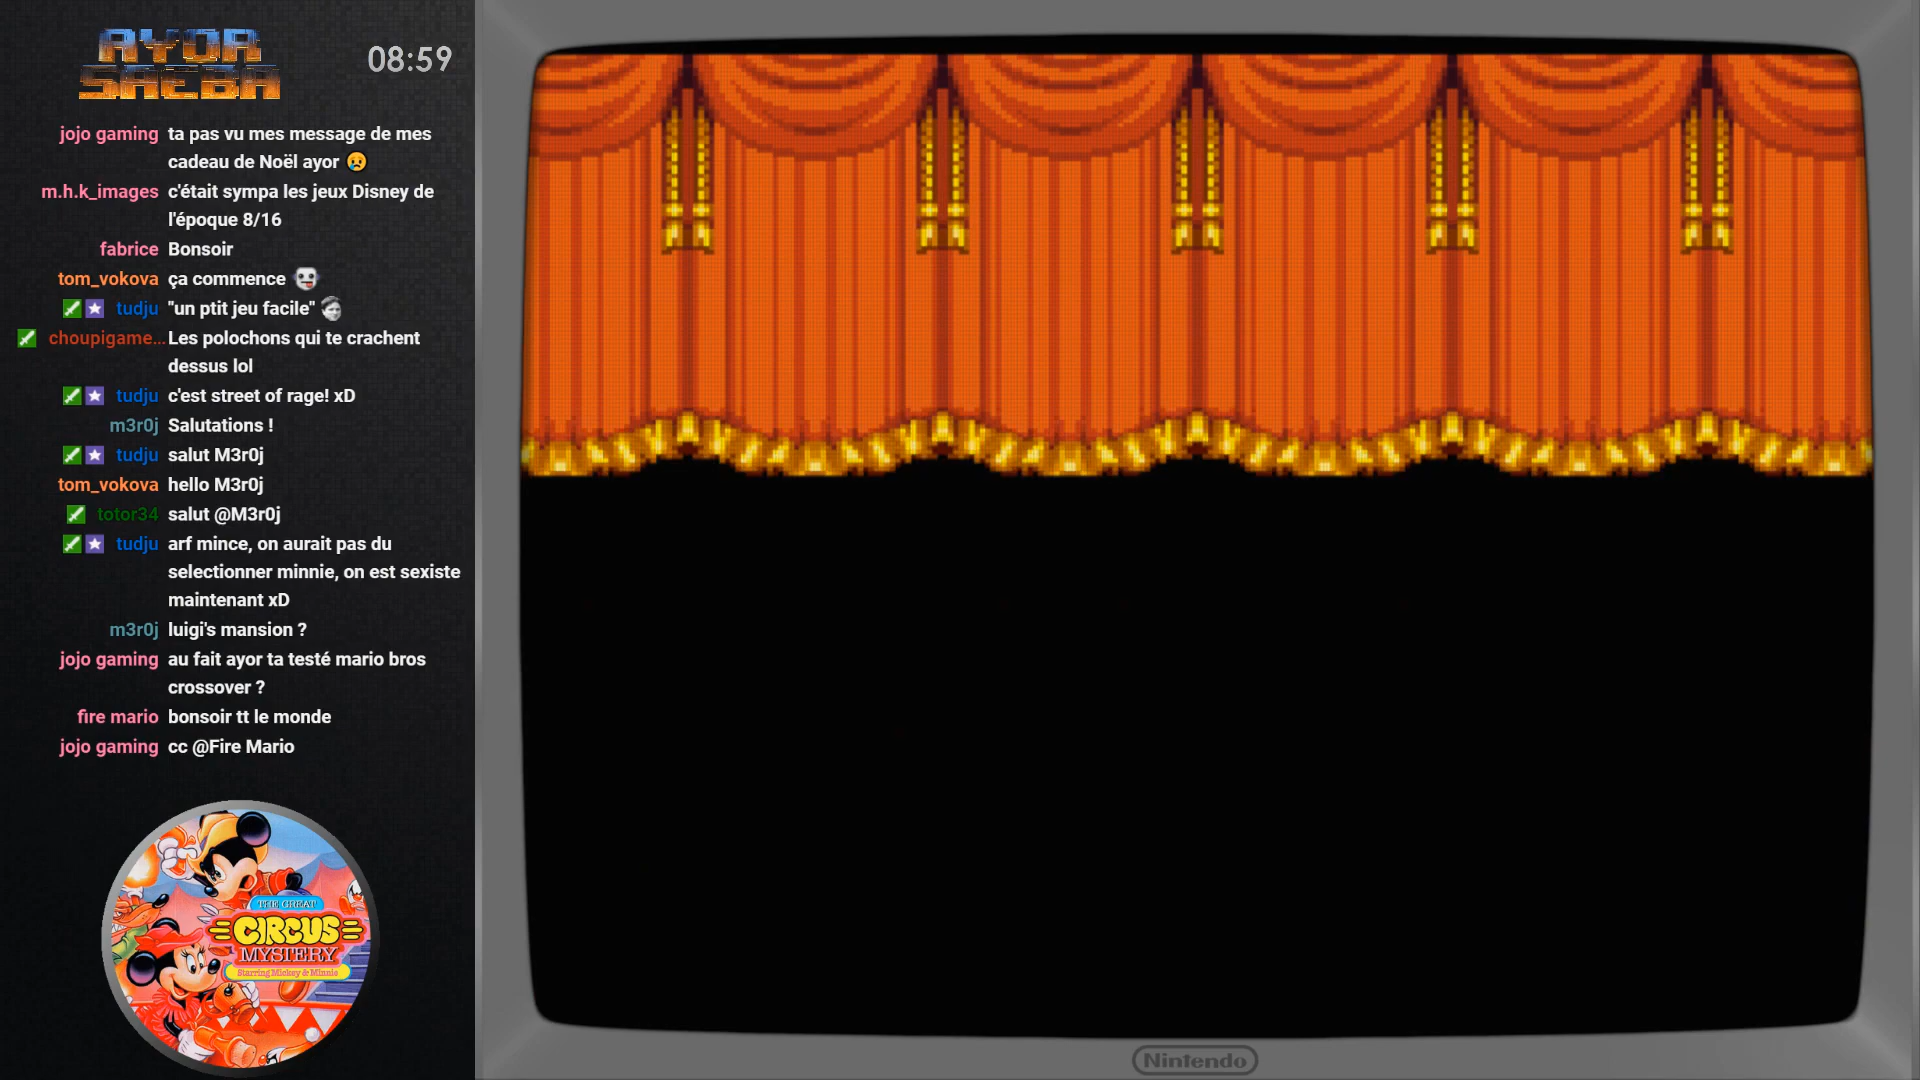 AYOR
SAEBA
08:59
jojo gaming ta pas vu mes message de mes
cadeau de Noël ayor
m.h.k_images c'était sympa les jeux Disney de
l'époque 8/16
fabrice Bonsoir
tom_vokova ça commence
tudju "un ptit jeu facile"
choupigame... Les polochons qui te crachent
dessus lol
tudju c'est street of rage! xD
m3r0j Salutations !
tudju salut M3r0j
tom_vokova hello M3r0j
totor34 salut @M3r0j
tudju arf mince, on aurait pas du
selectionner minnie, on est sexiste
maintenant xD
m3r0j luigi's mansion ?
jojo gaming au fait ayor ta testé mario bros
crossover ?
fire mario bonsoir tt le monde
jojo gaming cc @Fire Mario
THE GREAT
CIRCUS
MYSTERY
Starring Mickey & Minnie
Nintendo